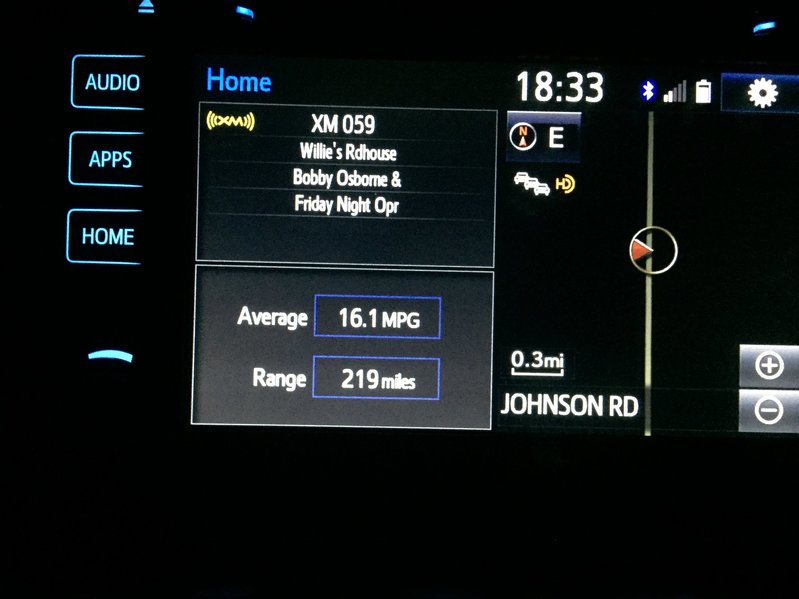 AUDIO
APPS
HOME
Home
18:33
XM
XM 059
Willie's Rdhouse
Bobby Osborne &
Friday Night Opr
Average 16.1 MPG
Range 219 miles
N
E
HD
0.3mi
JOHNSON RD